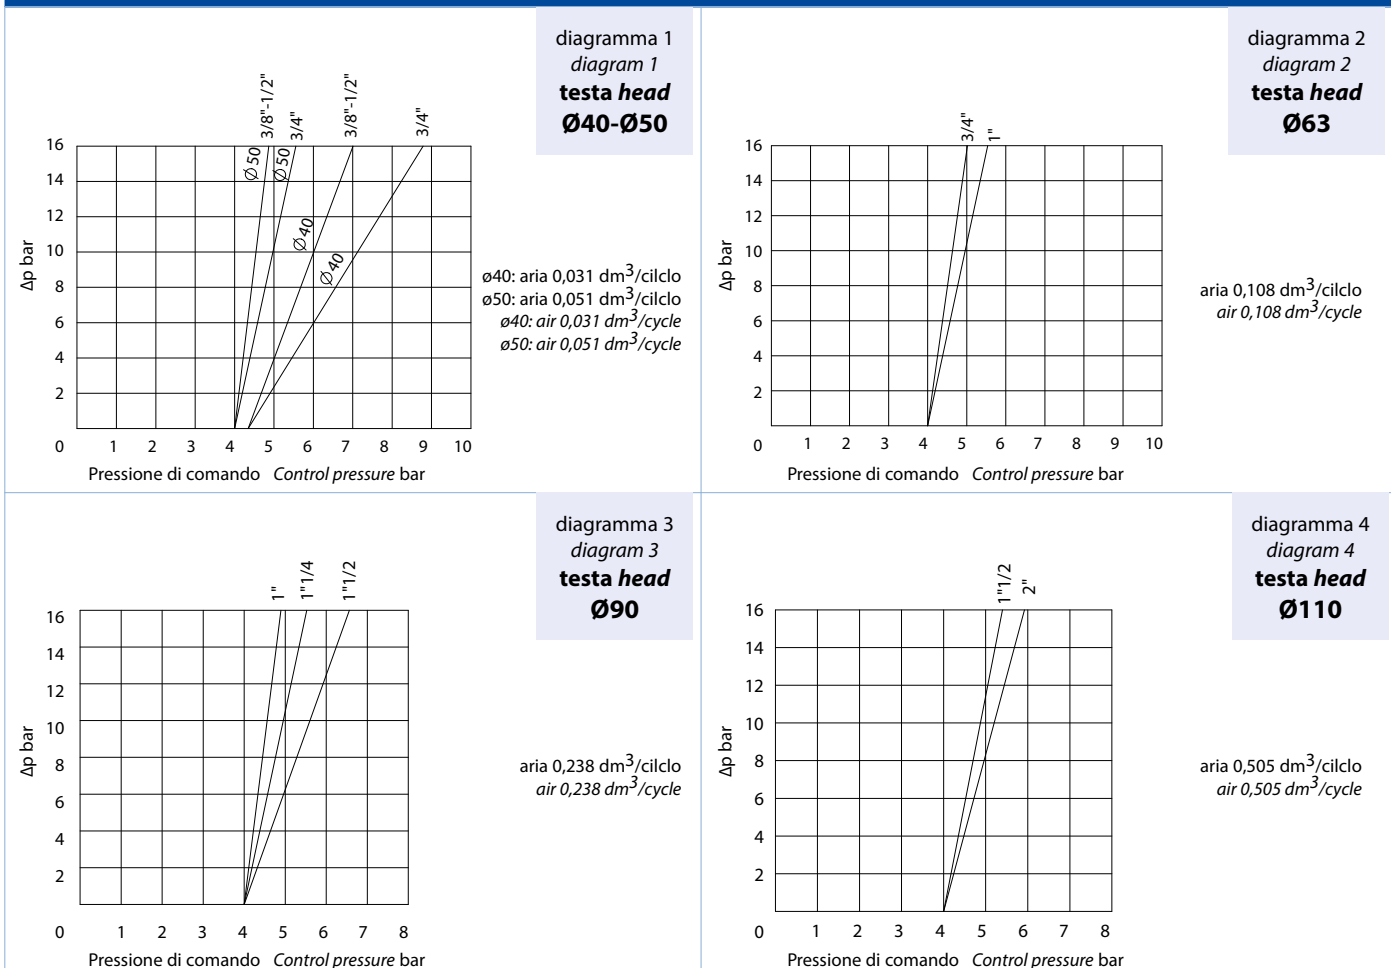 diagramma 1
diagram 1
testa head
Ø40-Ø50
3/8"-1/2"
3/4"
3/8"-1/2"
3/4"
Ø 50
Ø 50
Ø 40
Ø 40
16
14
12
10
8
6
4
2
Δp bar
0 1 2 3 4 5 6 7 8 9 10
Pressione di comando Control pressure bar
ø40: aria 0,031 dm3/cilclo
ø50: aria 0,051 dm3/cilclo
ø40: air 0,031 dm3/cycle
ø50: air 0,051 dm3/cycle
diagramma 2
diagram 2
testa head
Ø63
3/4"
1"
16
14
12
10
8
6
4
2
Δp bar
0 1 2 3 4 5 6 7 8 9 10
Pressione di comando Control pressure bar
aria 0,108 dm3/cilclo
air 0,108 dm3/cycle
diagramma 3
diagram 3
testa head
Ø90
1"
1"1/4
1"1/2
16
14
12
10
8
6
4
2
Δp bar
0 1 2 3 4 5 6 7 8
Pressione di comando Control pressure bar
aria 0,238 dm3/cilclo
air 0,238 dm3/cycle
diagramma 4
diagram 4
testa head
Ø110
1"1/2
2"
16
14
12
10
8
6
4
2
Δp bar
0 1 2 3 4 5 6 7 8
Pressione di comando Control pressure bar
aria 0,505 dm3/cilclo
air 0,505 dm3/cycle